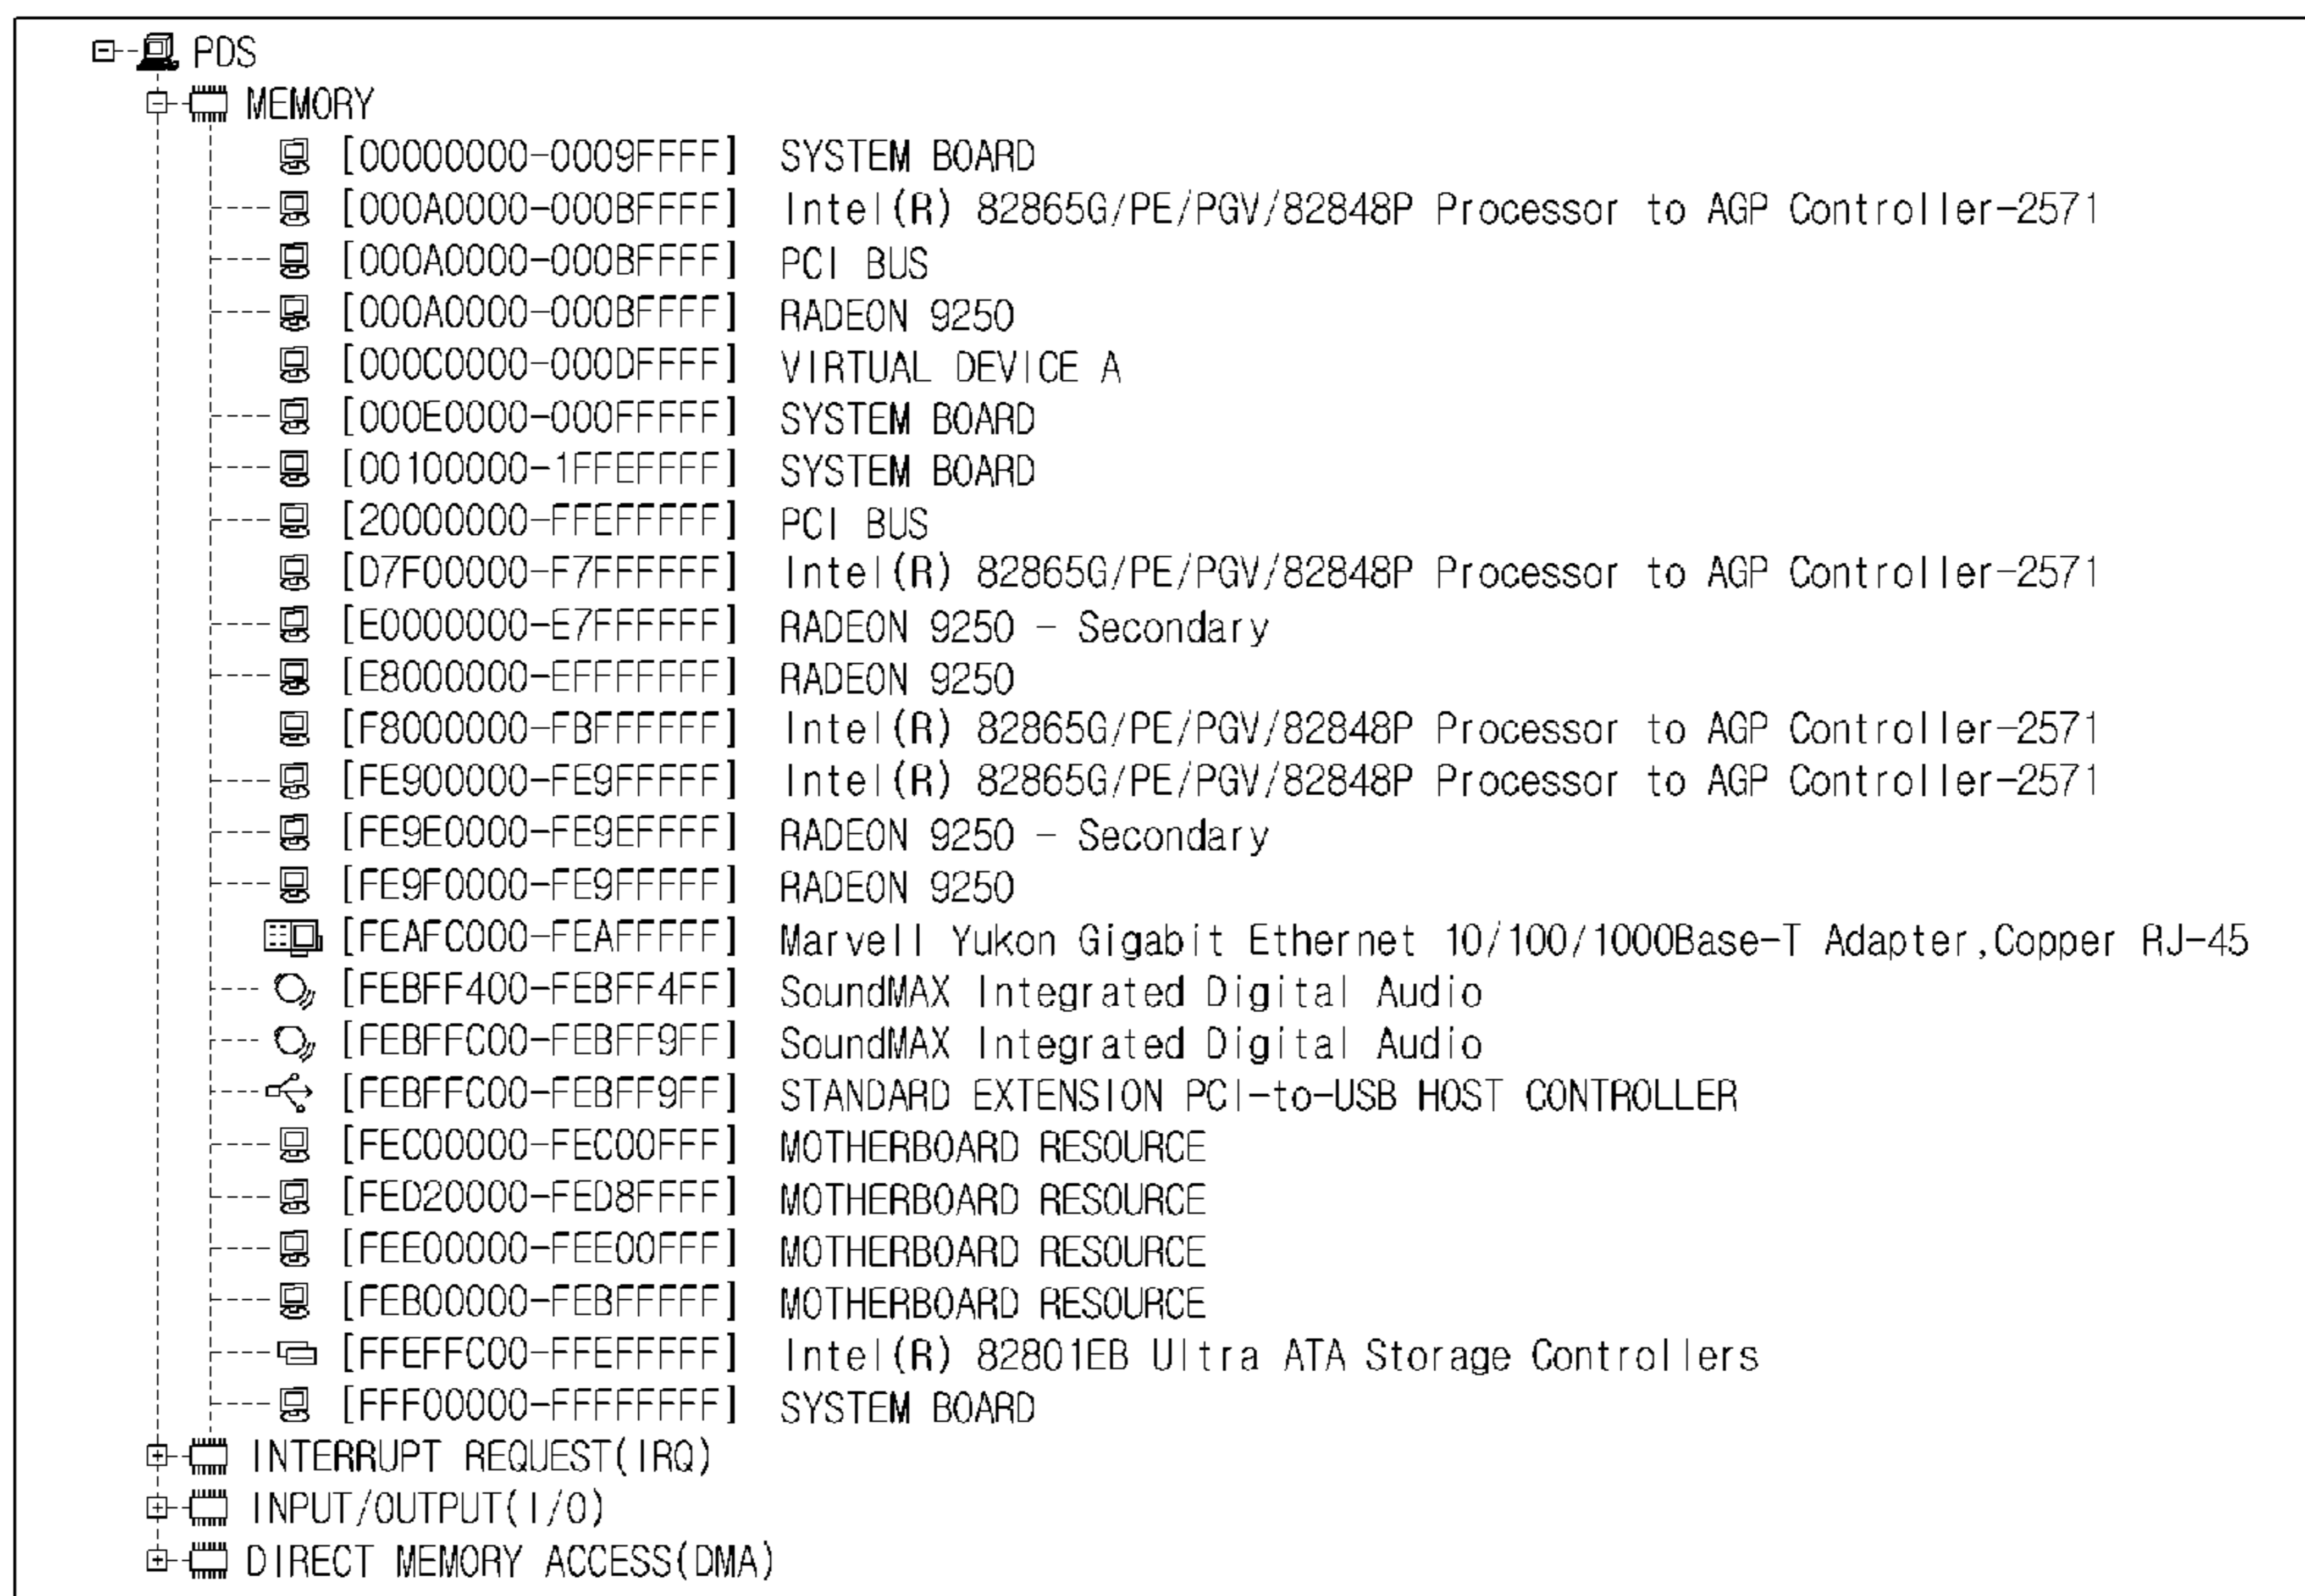 PDS
MEMORY
[00000000-0009FFFF] SYSTEM BOARD
[000A0000-000BFFFF] Intel(R) 82865G/PE/PGV/82848P Processor to AGP Controller-2571
[000A0000-000BFFFF] PCI BUS
[000A0000-000BFFFF] RADEON 9250
[000C0000-000DFFFF] VIRTUAL DEVICE A
[000E0000-000FFFFF] SYSTEM BOARD
[00100000-1FFEFFFF] SYSTEM BOARD
[20000000-FFEFFFFF] PCI BUS
[D7F00000-F7FFFFFF] Intel(R) 82865G/PE/PGV/82848P Processor to AGP Controller-2571
[E0000000-E7FFFFFF] RADEON 9250 - Secondary
[E8000000-EFFFFFFF] RADEON 9250
[F8000000-FBFFFFFF] Intel(R) 82865G/PE/PGV/82848P Processor to AGP Controller-2571
[FE900000-FE9FFFFF] Intel(R) 82865G/PE/PGV/82848P Processor to AGP Controller-2571
[FE9E0000-FE9EFFFF] RADEON 9250 - Secondary
[FE9F0000-FE9FFFFF] RADEON 9250
[FEAFC000-FEAFFFFF] Marvell Yukon Gigabit Ethernet 10/100/1000Base-T Adapter,Copper RJ-45
[FEBFF400-FEBFF4FF] SoundMAX Integrated Digital Audio
[FEBFFC00-FEBFF9FF] SoundMAX Integrated Digital Audio
[FEBFFC00-FEBFF9FF] STANDARD EXTENSION PCI-to-USB HOST CONTROLLER
[FEC00000-FEC00FFF] MOTHERBOARD RESOURCE
[FED20000-FED8FFFF] MOTHERBOARD RESOURCE
[FEE00000-FEE00FFF] MOTHERBOARD RESOURCE
[FEB00000-FEBFFFFF] MOTHERBOARD RESOURCE
[FFEFFC00-FFEFFFFF] Intel(R) 82801EB Ultra ATA Storage Controllers
[FFF00000-FFFFFFFF] SYSTEM BOARD
INTERRUPT REQUEST(IRQ)
INPUT/OUTPUT(I/O)
DIRECT MEMORY ACCESS(DMA)